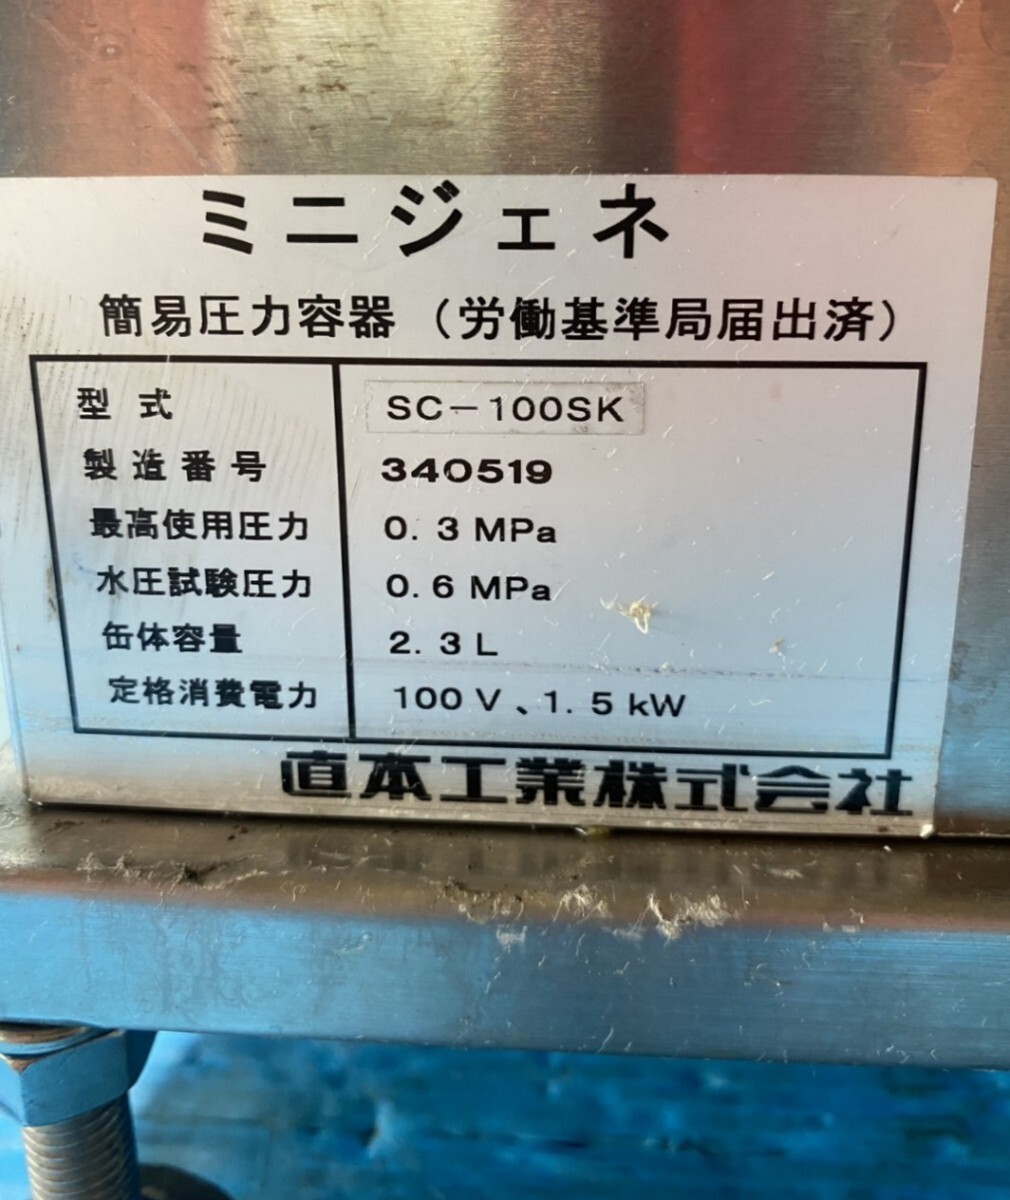 ミニジェネ
簡易圧力容器（労働基準局届出済）
型式 SC－100SK
製造番号 340519
最高使用圧力 0.3 MPa
水圧試験圧力 0.6 MPa
缶体容量 2.3 L
定格消費電力 100 V、1.5 kW
直本工業株式会社